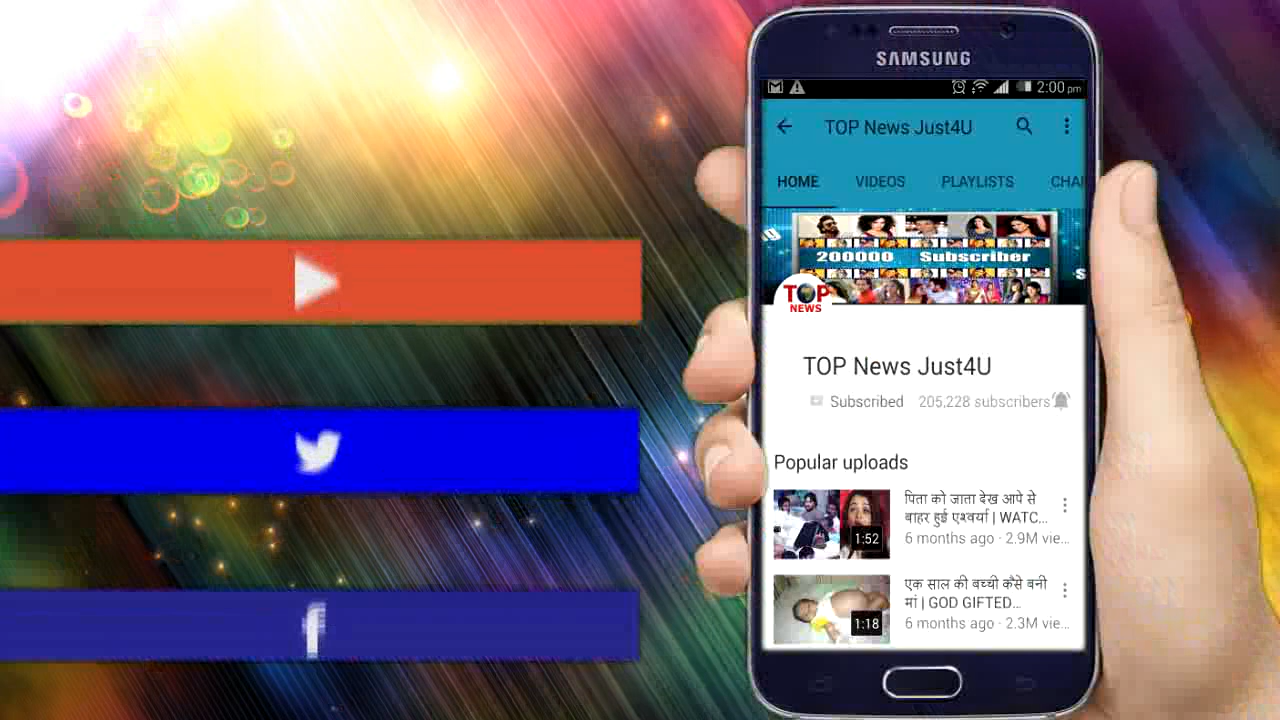 SAMSUNG
2:00 pm
TOP News Just4U
HOME VIDEOS PLAYLISTS CHA
200000 Subscriber
TOP
NEWS
TOP News Just4U
Subscribed 205,228 subscribers
Popular uploads
पिता को जाता देख आपे से
बाहर हुई एश्वर्या | WATC...
6 months ago · 2.9M vie...
1:52
एक साल की बच्ची कैसे बनी
मां | GOD GIFTED...
6 months ago · 2.3M vie...
1:18